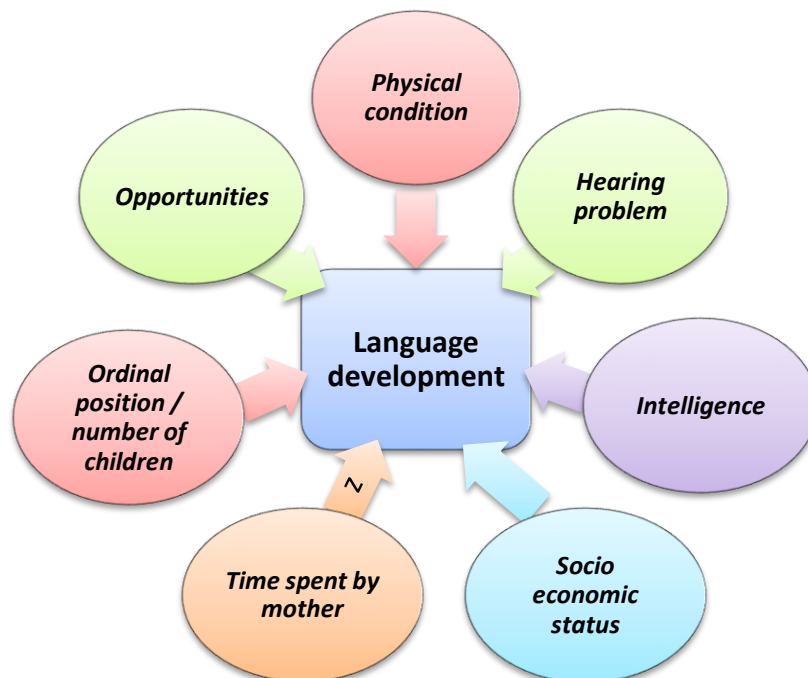 Physical
condition
Opportunities
Hearing
problem
Language
development
Ordinal
position /
number of
children
Intelligence
Z
Time spent by
mother
Socio
economic
status